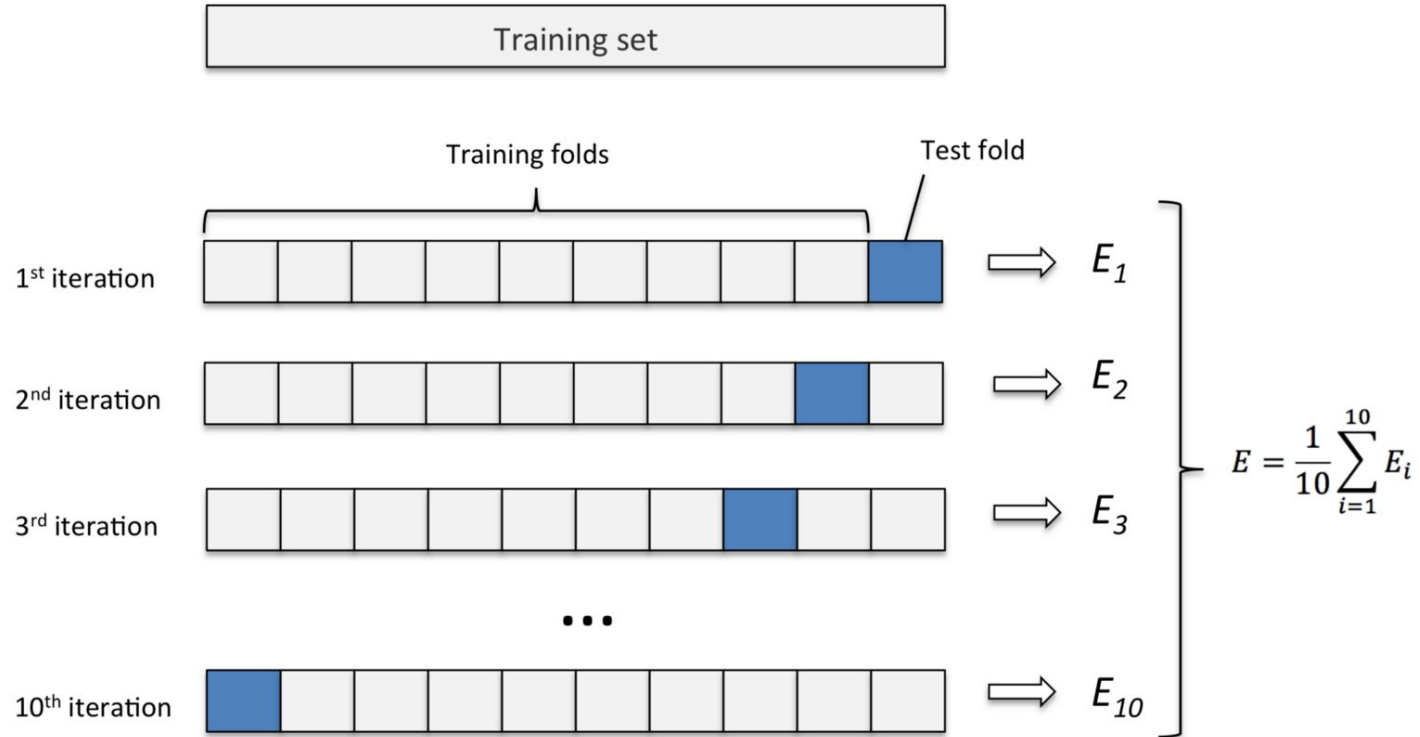 Training set
Training folds
Test fold
1st iteration
E1
2nd iteration
E2
3rd iteration
E3
E = 1/10 ∑_{i=1}^{10} E_i
...
10th iteration
E10